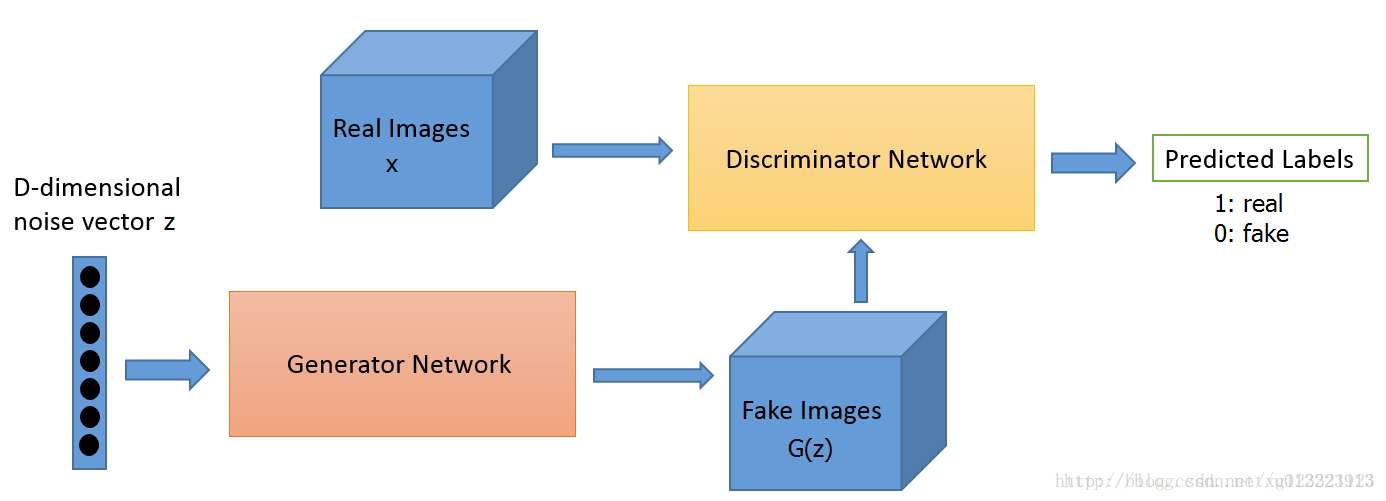 Real Images
x
Discriminator Network
Predicted Labels
1: real
0: fake
D-dimensional
noise vector z
Generator Network
Fake Images
G(z)